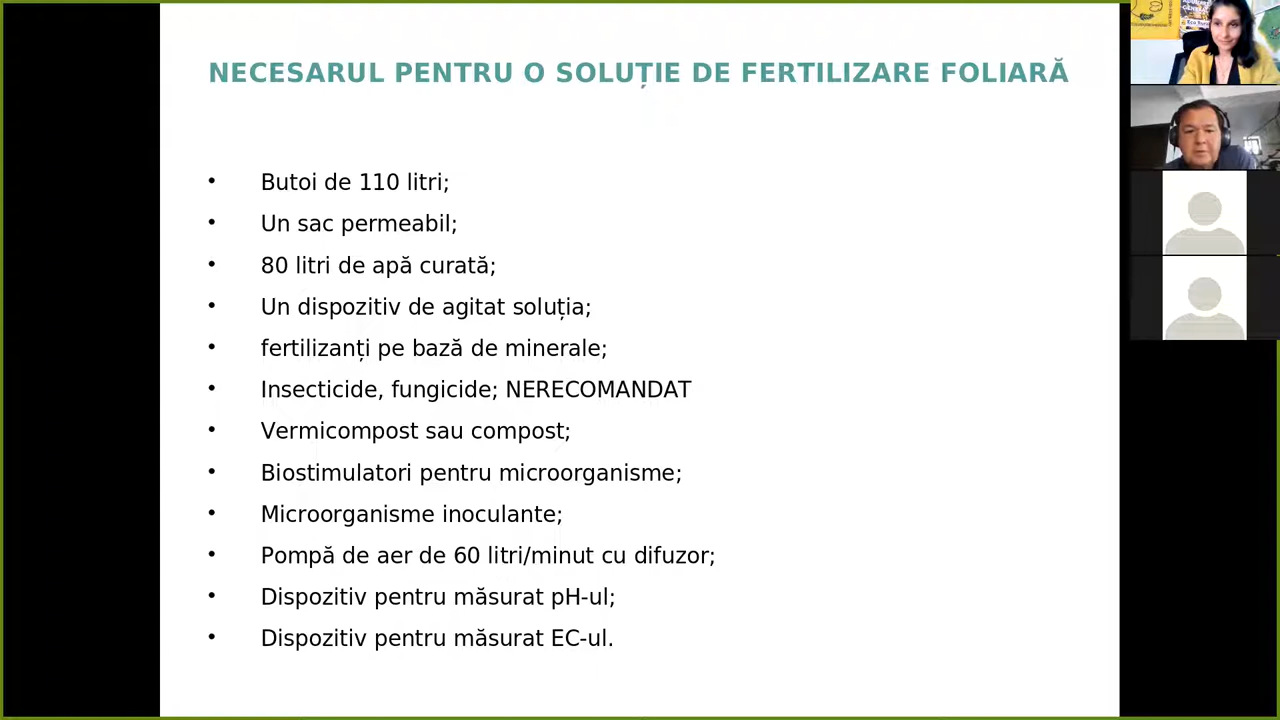 NECESARUL PENTRU O SOLUȚIE DE FERTILIZARE FOLIARĂ
• Butoi de 110 litri;
• Un sac permeabil;
• 80 litri de apă curată;
• Un dispozitiv de agitat soluția;
• fertilizanți pe bază de minerale;
• Insecticide, fungicide; NERECOMANDAT
• Vermicompost sau compost;
• Biostimulatori pentru microorganisme;
• Microorganisme inoculante;
• Pompă de aer de 60 litri/minut cu difuzor;
• Dispozitiv pentru măsurat pH-ul;
• Dispozitiv pentru măsurat EC-ul.